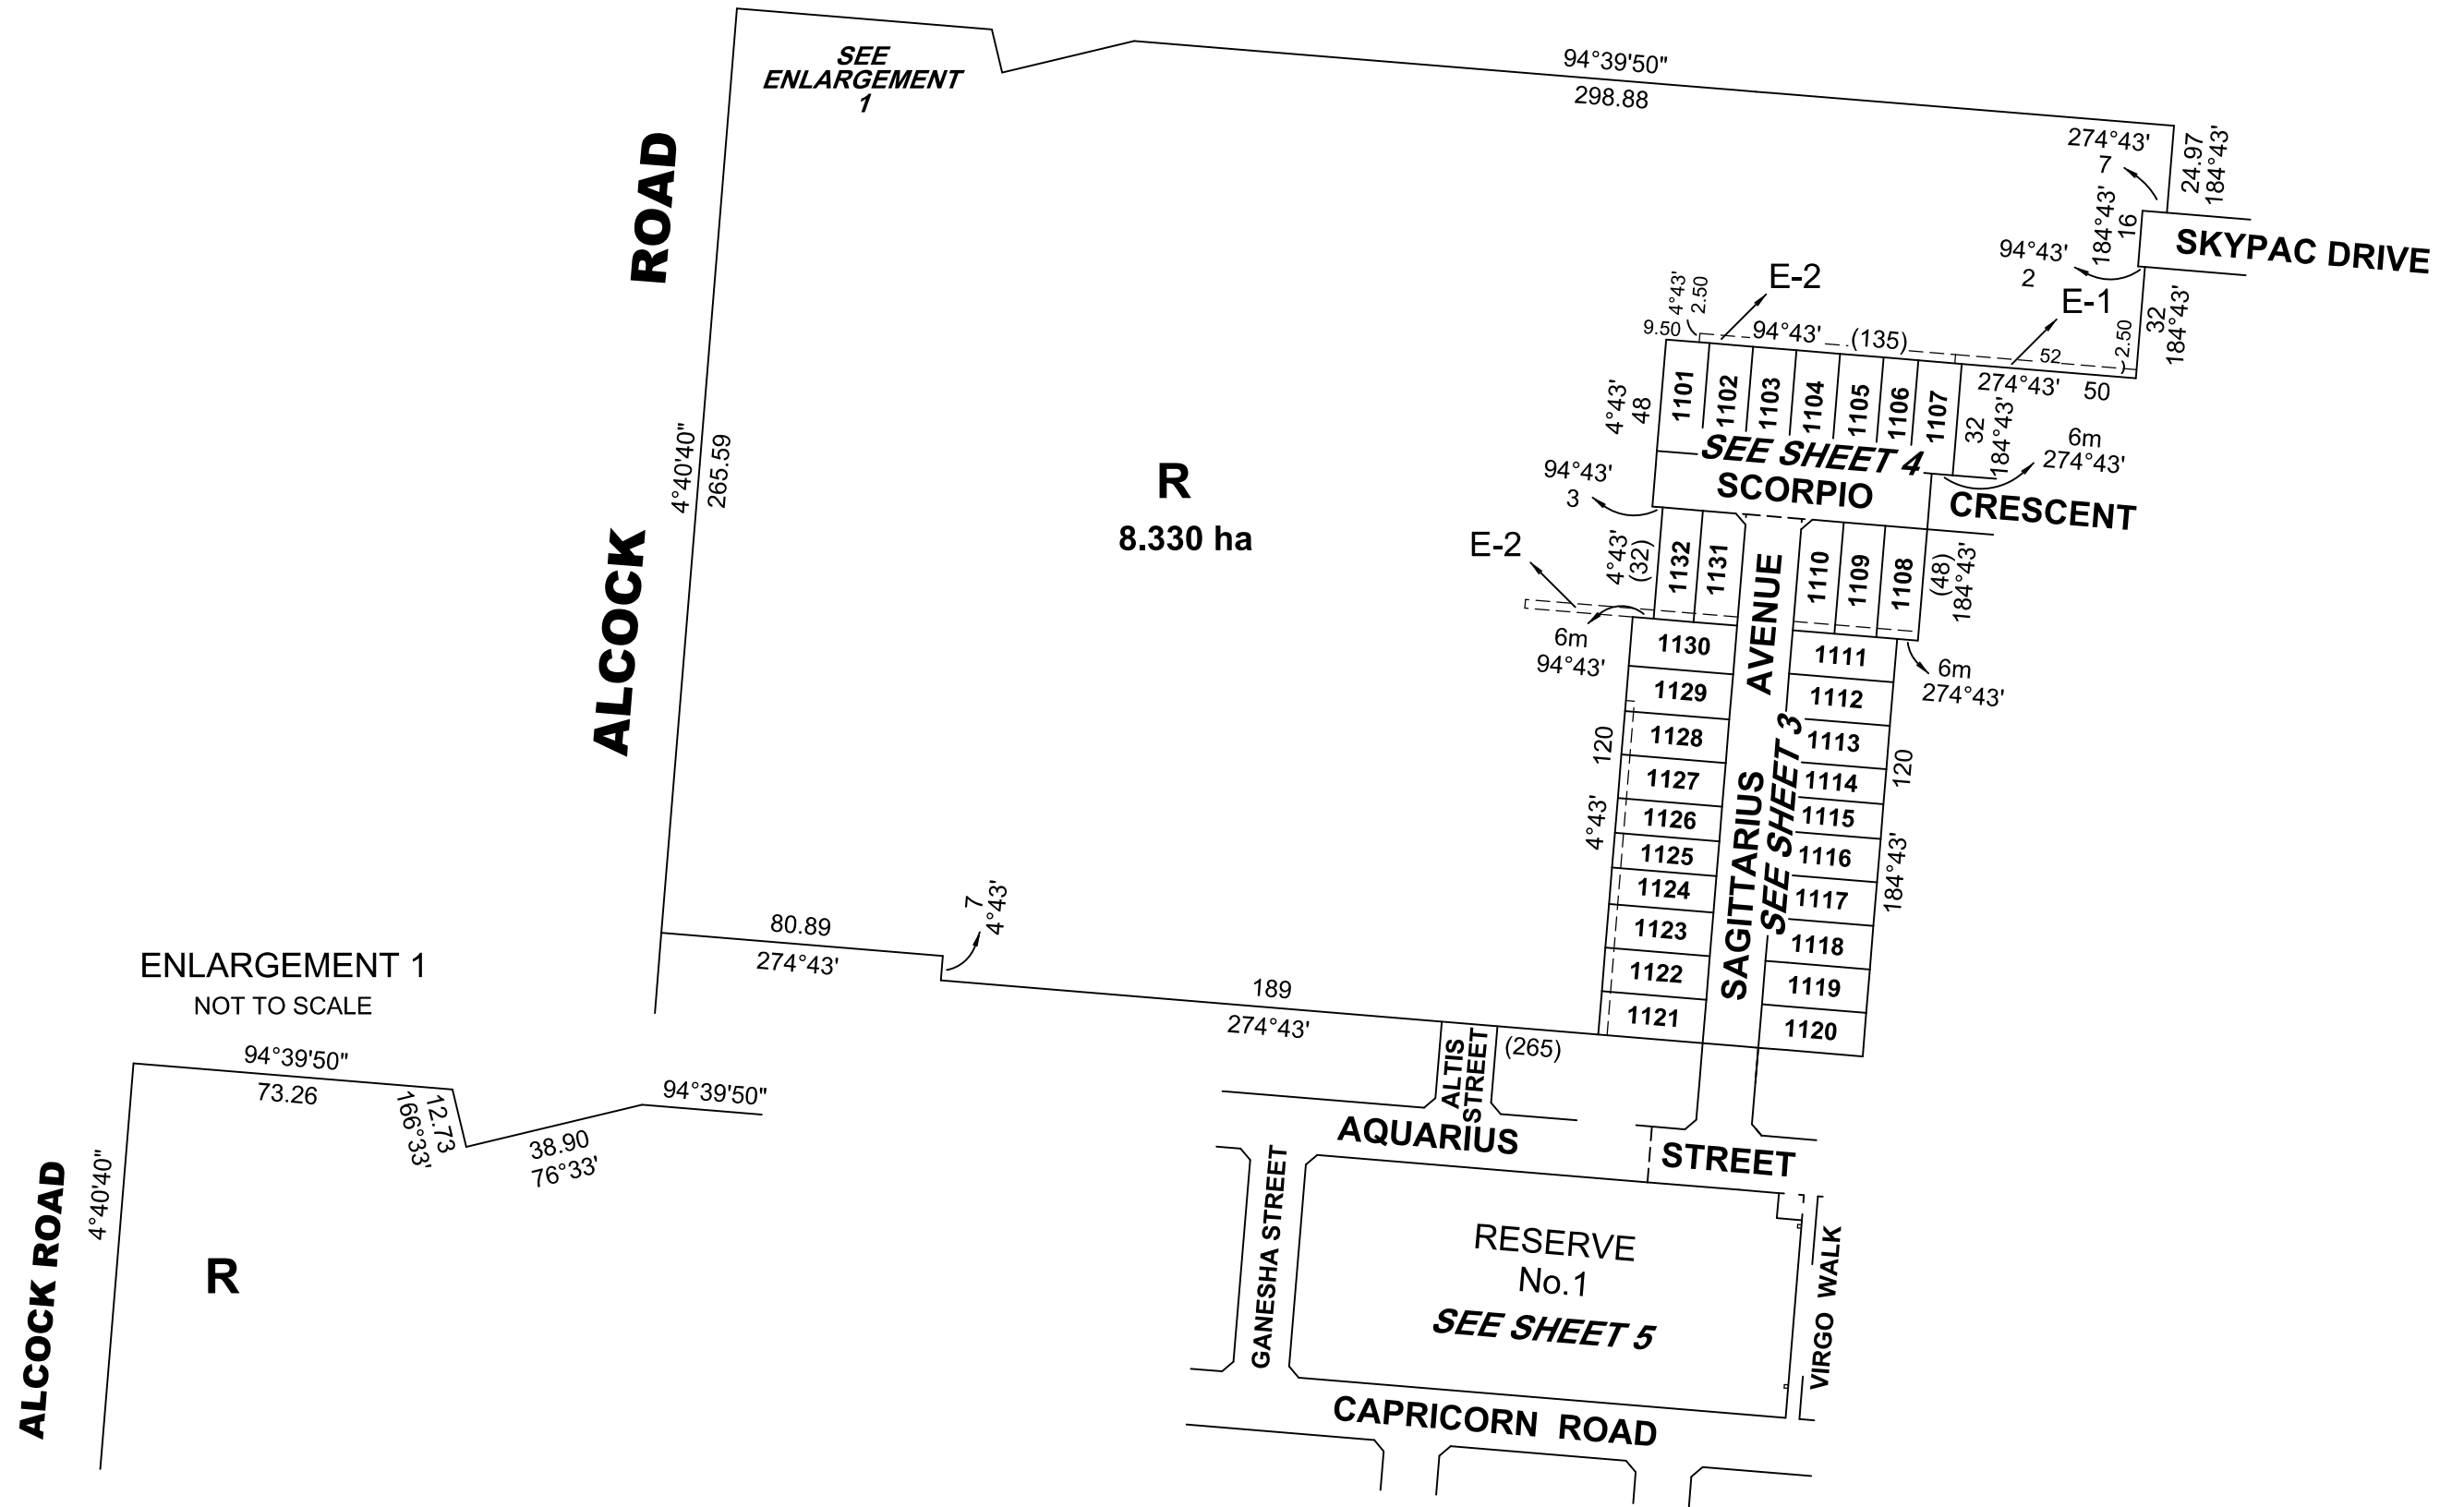 SEE
ENLARGEMENT
1
94°39'50"
298.88
274°43'
7
24.97
184°43'
184°43'
16
SKYPAC DRIVE
94°43'
2
E-1
32
184°43'
2.50
E-2
4°43'
2.50
9.50
94°43'
(135)
52
274°43'
50
ROAD
ALCOCK
4°40'40"
265.59
R
8.330 ha
4°43'
48
1101
1102
1103
1104
1105
1106
1107
32
184°43'
6m
274°43'
SEE SHEET 4
SCORPIO
CRESCENT
94°43'
3
E-2
4°43'
(32)
1132
1131
1110
1109
1108
(48)
184°43'
6m
94°43'
6m
274°43'
AVENUE
SAGITTARIUS
SEE SHEET 3
1130
1129
1128
1127
1126
1125
1124
1123
1122
1121
1111
1112
1113
1114
1115
1116
1117
1118
1119
1120
120
4°43'
120
184°43'
80.89
274°43'
7
4°43'
189
274°43'
(265)
ALTIS
STREET
AQUARIUS
STREET
GANESHA STREET
RESERVE
No.1
SEE SHEET 5
VIRGO WALK
CAPRICORN ROAD
ENLARGEMENT 1
NOT TO SCALE
94°39'50"
73.26
12.73
166°33'
94°39'50"
38.90
76°33'
4°40'40"
ALCOCK ROAD
R